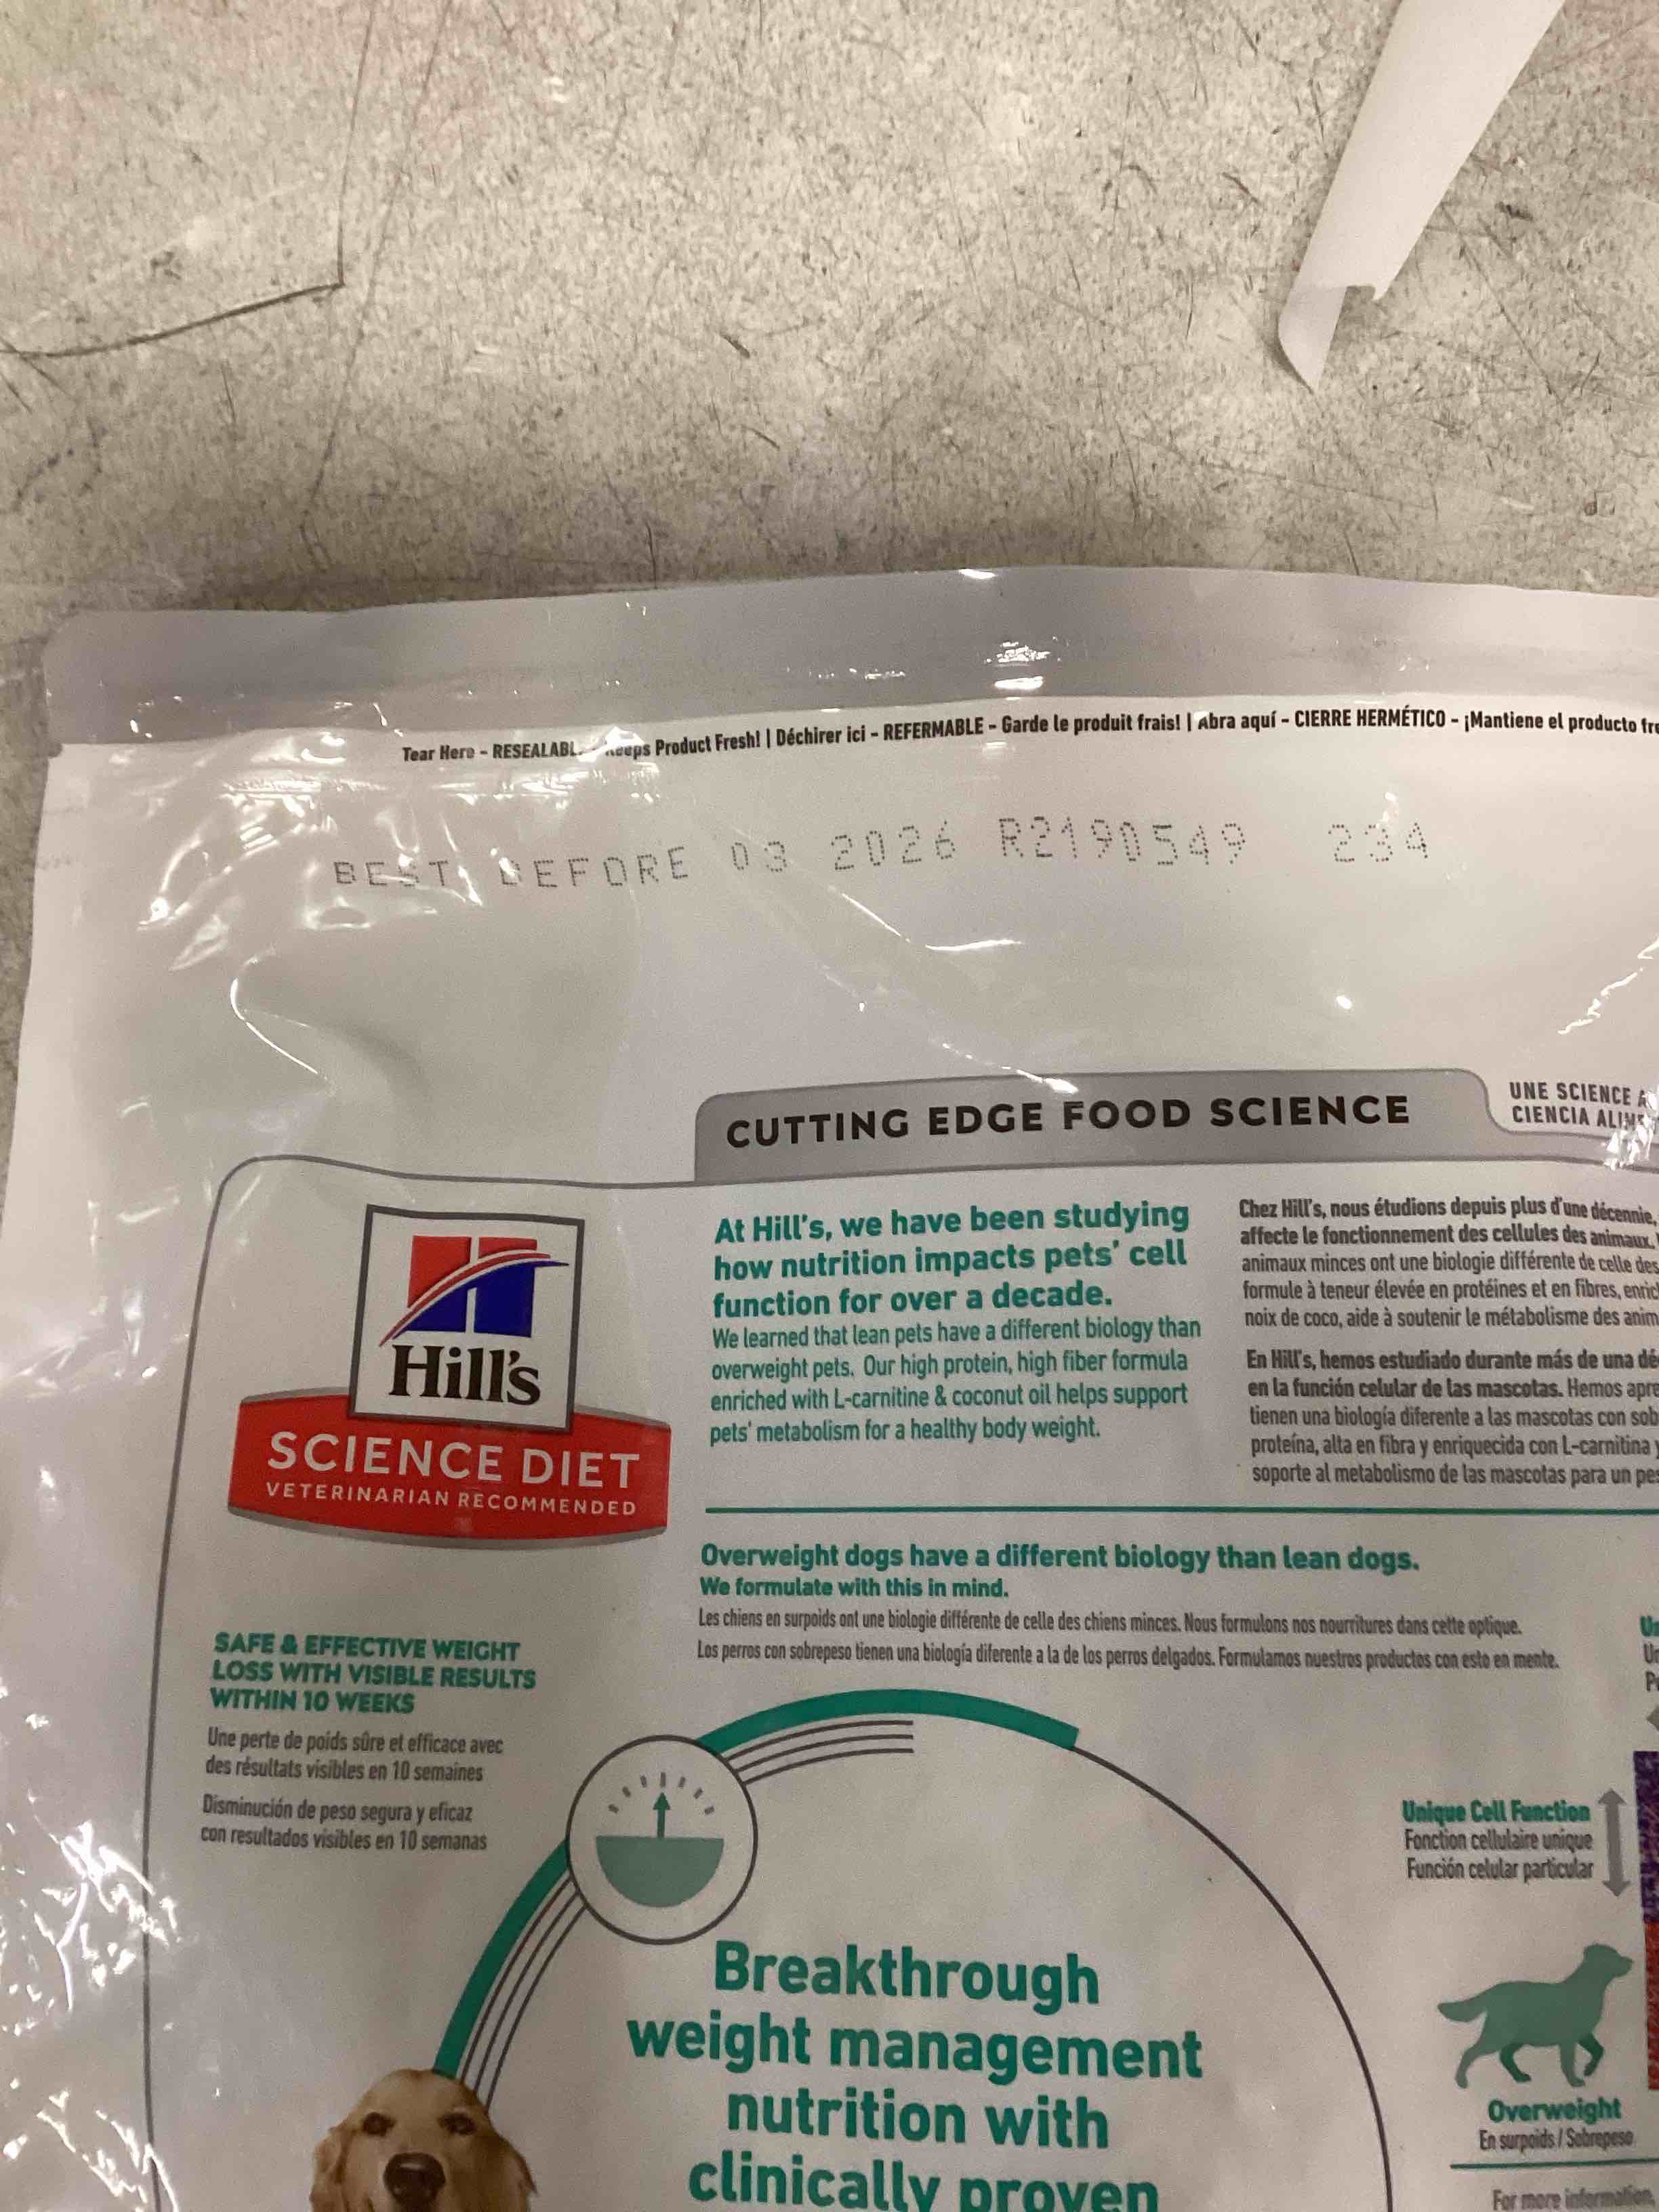 Tear Here - RESEALABL Keeps Product Fresh! | Déchirer ici - REFERMABLE - Garde le produit frais! | Abra aquí - CIERRE HERMÉTICO - ¡Mantiene el producto fre
BEST BEFORE 03 2026 R2190549 234
CUTTING EDGE FOOD SCIENCE
UNE SCIENCE A
CIENCIA ALIME
At Hill's, we have been studying
how nutrition impacts pets' cell
function for over a decade.
We learned that lean pets have a different biology than
overweight pets. Our high protein, high fiber formula
enriched with L-carnitine & coconut oil helps support
pets' metabolism for a healthy body weight.
Chez Hill's, nous étudions depuis plus d'une décennie,
affecte le fonctionnement des cellules des animaux.
animaux minces ont une biologie différente de celle des
formule à teneur élevée en protéines et en fibres, enrich
noix de coco, aide à soutenir le métabolisme des anim
En Hill's, hemos estudiado durante más de una dé
en la función celular de las mascotas. Hemos apre
tienen una biología diferente a las mascotas con sob
proteína, alta en fibra y enriquecida con L-carnitina y
soporte al metabolismo de las mascotas para un pes
Hill's
SCIENCE DIET
VETERINARIAN RECOMMENDED
Overweight dogs have a different biology than lean dogs.
We formulate with this in mind.
Les chiens en surpoids ont une biologie différente de celle des chiens minces. Nous formulons nos nourritures dans cette optique.
Los perros con sobrepeso tienen una biología diferente a la de los perros delgados. Formulamos nuestros productos con esto en mente.
SAFE & EFFECTIVE WEIGHT
LOSS WITH VISIBLE RESULTS
WITHIN 10 WEEKS
Une perte de poids sûre et efficace avec
des résultats visibles en 10 semaines
Disminución de peso segura y eficaz
con resultados visibles en 10 semanas
Unique Cell Function
Fonction cellulaire unique
Función celular particular
Breakthrough
weight management
nutrition with
clinically proven
Overweight
En surpoids / Sobrepeso
For more information